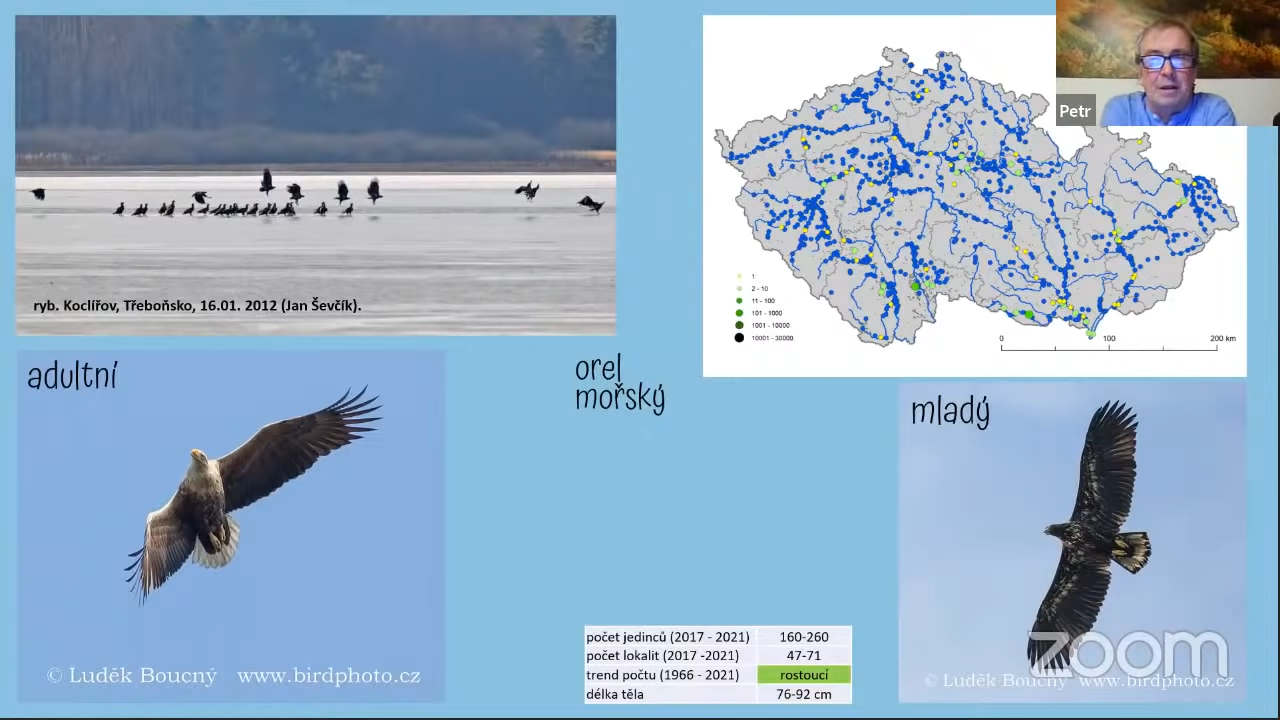 Petr
ryb. Koclířov, Třeboňsko, 16.01. 2012 (Jan Ševčík).
1
2 - 10
11 - 100
101 - 1000
1001 - 10000
10001 - 30000
0 100 200 km
adultní
orel
mořský
mladý
© Luděk Boucný www.birdphoto.cz
počet jedinců (2017 - 2021) 160-260
počet lokalit (2017 -2021) 47-71
trend počtu (1966 - 2021) rostoucí
délka těla 76-92 cm
zoom
© Luděk Boucný www.birdphoto.cz